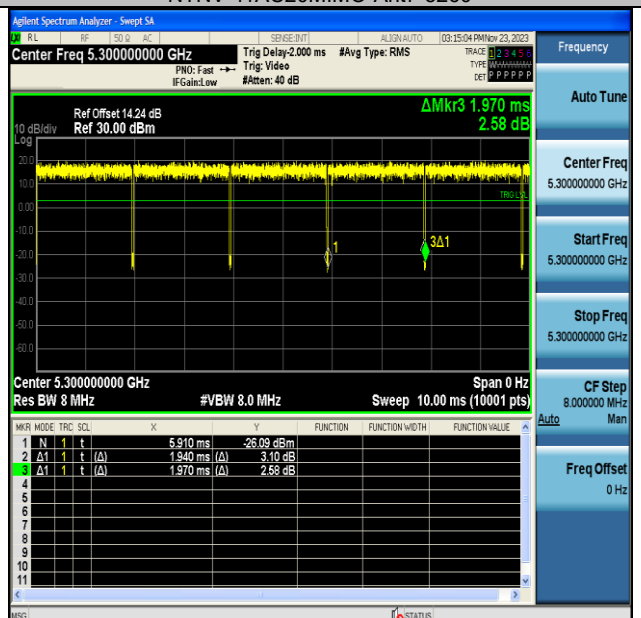 Agilent Spectrum Analyzer - Swept SA
RL RF 50 Ω AC SENSE:INT ALIGN AUTO 03:15:04 PM Nov 23, 2023
Center Freq 5.300000000 GHz Trig Delay-2.000 ms #Avg Type: RMS TRACE 1 2 3 4 5 6
PNO: Fast Trig: Video TYPE
IFGain:Low #Atten: 40 dB DET P P P P P P
Frequency
Auto Tune
Ref Offset 14.24 dB ΔMkr3 1.970 ms
10 dB/div Ref 30.00 dBm 2.58 dB
Log
20.0
10.0
0.00
-10.0
-20.0
-30.0
-40.0
-50.0
-60.0
TRIG LVL
1
3Δ1
Center 5.300000000 GHz Span 0 Hz
Res BW 8 MHz #VBW 8.0 MHz Sweep 10.00 ms (10001 pts)
MKR MODE TRC SCL X Y FUNCTION FUNCTION WIDTH FUNCTION VALUE
1 N 1 t 5.910 ms -26.09 dBm
2 Δ1 1 t (Δ) 1.940 ms (Δ) 3.10 dB
3 Δ1 1 t (Δ) 1.970 ms (Δ) 2.58 dB
4
5
6
7
8
9
10
11
Center Freq
5.300000000 GHz
Start Freq
5.300000000 GHz
Stop Freq
5.300000000 GHz
CF Step
8.000000 MHz
Auto Man
Freq Offset
0 Hz
MSG STATUS